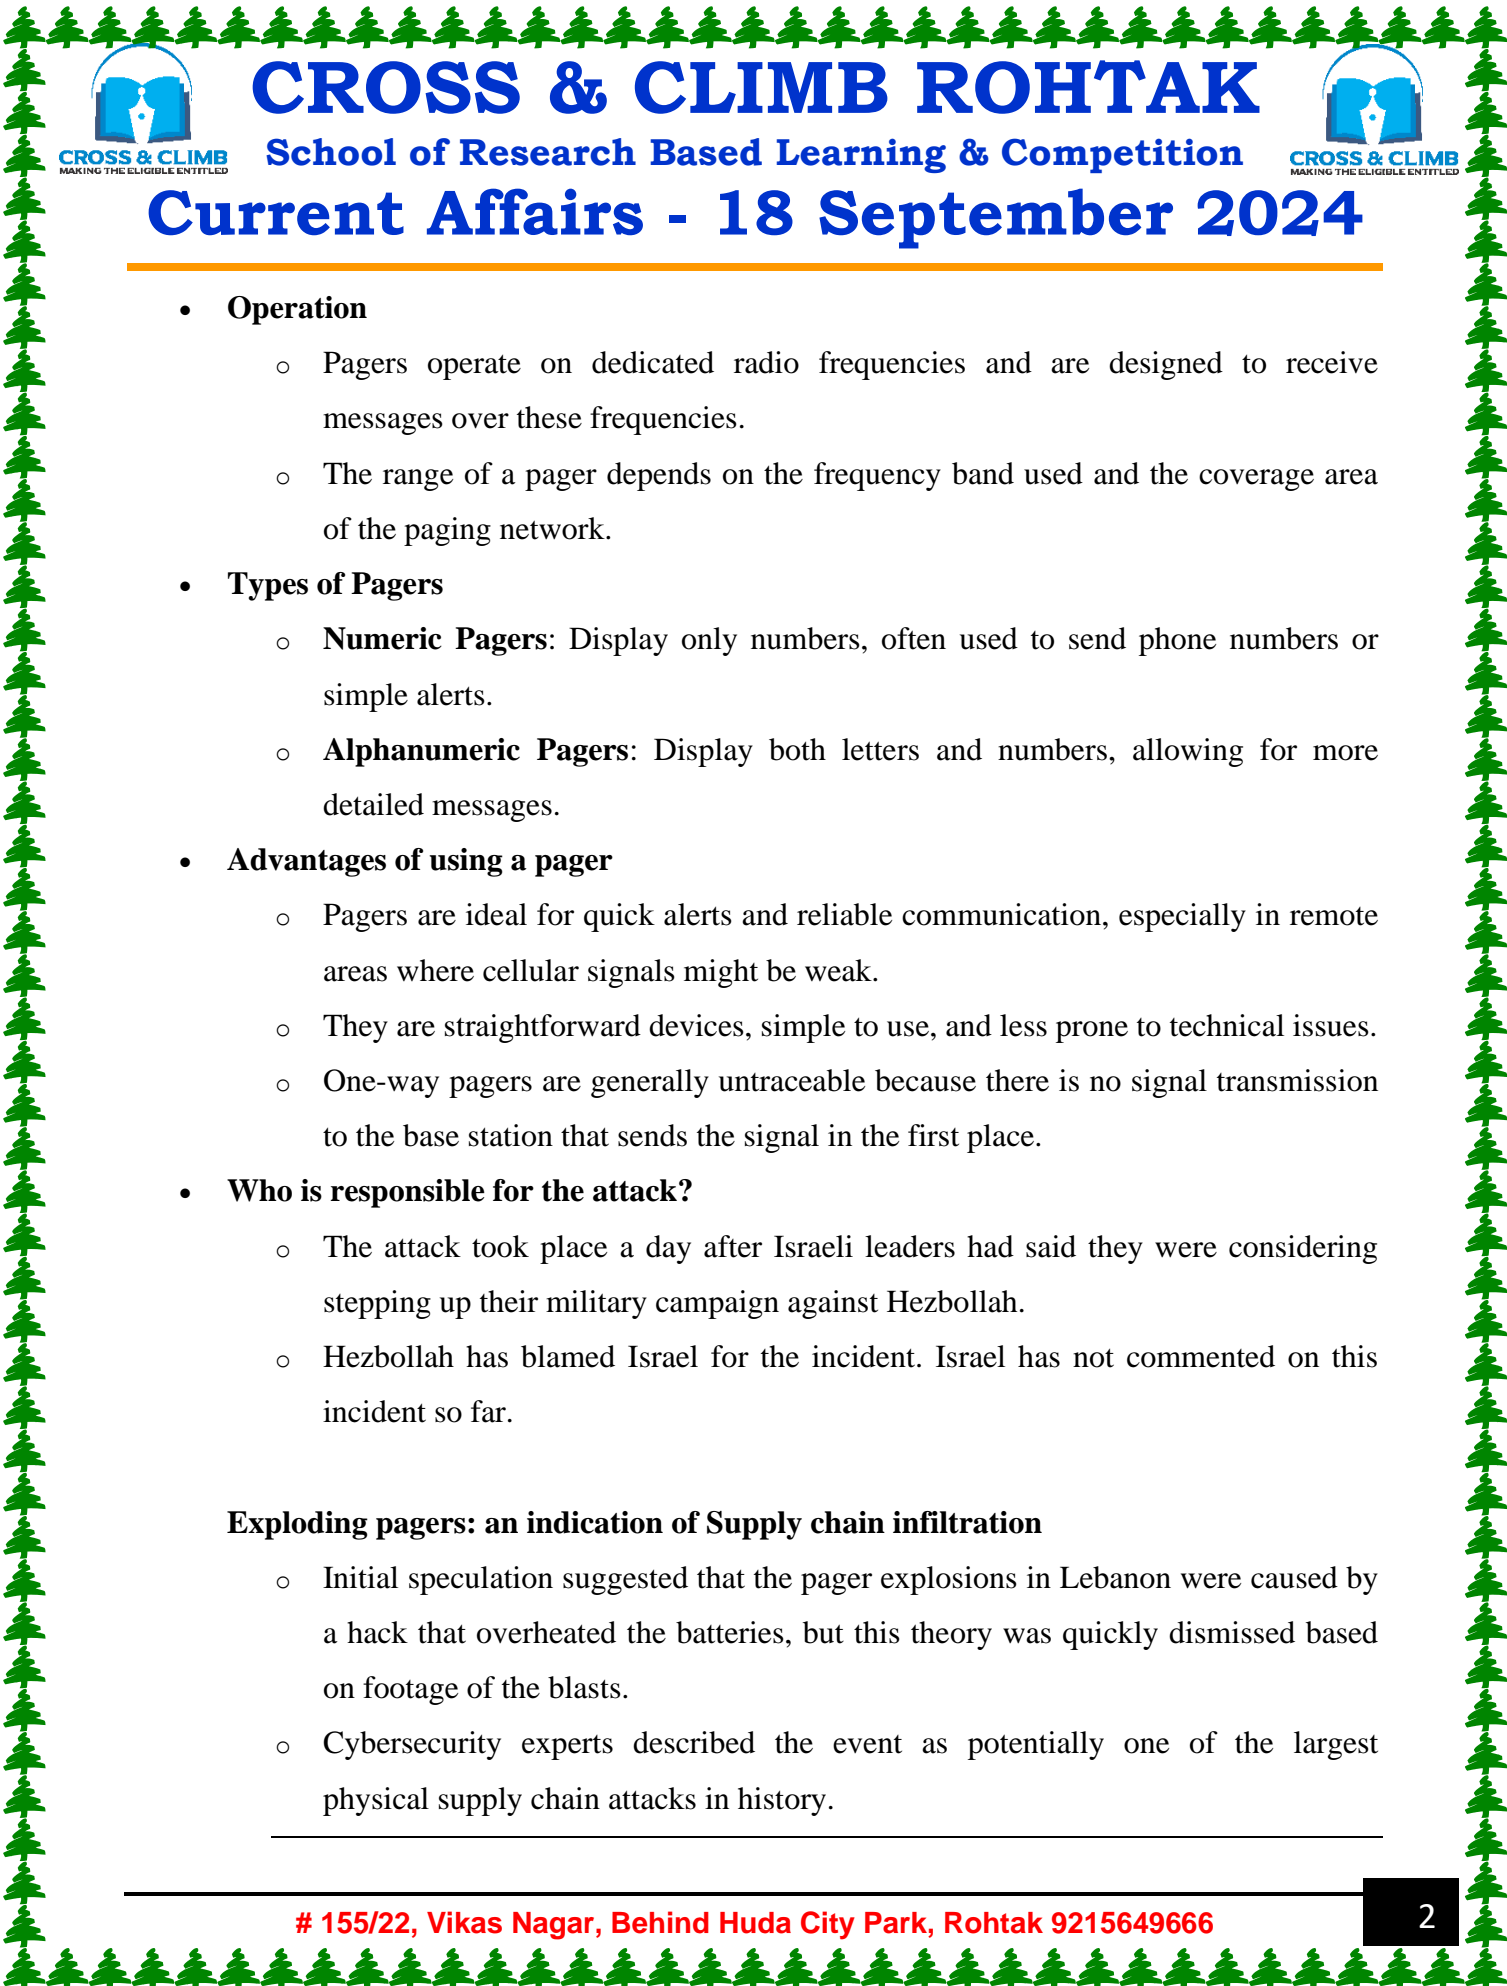 CROSS & CLIMB ROHTAK
CROSS & CLIMB
MAKING THE ELIGIBLE ENTITLED
School of Research Based Learning & Competition
CROSS & CLIMB
MAKING THE ELIGIBLE ENTITLED
Current Affairs - 18 September 2024
• Operation
o Pagers operate on dedicated radio frequencies and are designed to receive
messages over these frequencies.
o The range of a pager depends on the frequency band used and the coverage area
of the paging network.
• Types of Pagers
o Numeric Pagers: Display only numbers, often used to send phone numbers or
simple alerts.
o Alphanumeric Pagers: Display both letters and numbers, allowing for more
detailed messages.
• Advantages of using a pager
o Pagers are ideal for quick alerts and reliable communication, especially in remote
areas where cellular signals might be weak.
o They are straightforward devices, simple to use, and less prone to technical issues.
o One-way pagers are generally untraceable because there is no signal transmission
to the base station that sends the signal in the first place.
• Who is responsible for the attack?
o The attack took place a day after Israeli leaders had said they were considering
stepping up their military campaign against Hezbollah.
o Hezbollah has blamed Israel for the incident. Israel has not commented on this
incident so far.
Exploding pagers: an indication of Supply chain infiltration
o Initial speculation suggested that the pager explosions in Lebanon were caused by
a hack that overheated the batteries, but this theory was quickly dismissed based
on footage of the blasts.
o Cybersecurity experts described the event as potentially one of the largest
physical supply chain attacks in history.
# 155/22, Vikas Nagar, Behind Huda City Park, Rohtak 9215649666
2